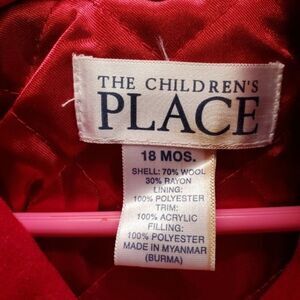 THE CHILDREN'S
PLACE
18 MOS.
SHELL: 70% WOOL
30% RAYON
LINING:
100% POLYESTER
TRIM:
100% ACRYLIC
FILLING:
100% POLYESTER
MADE IN MYANMAR
(BURMA)